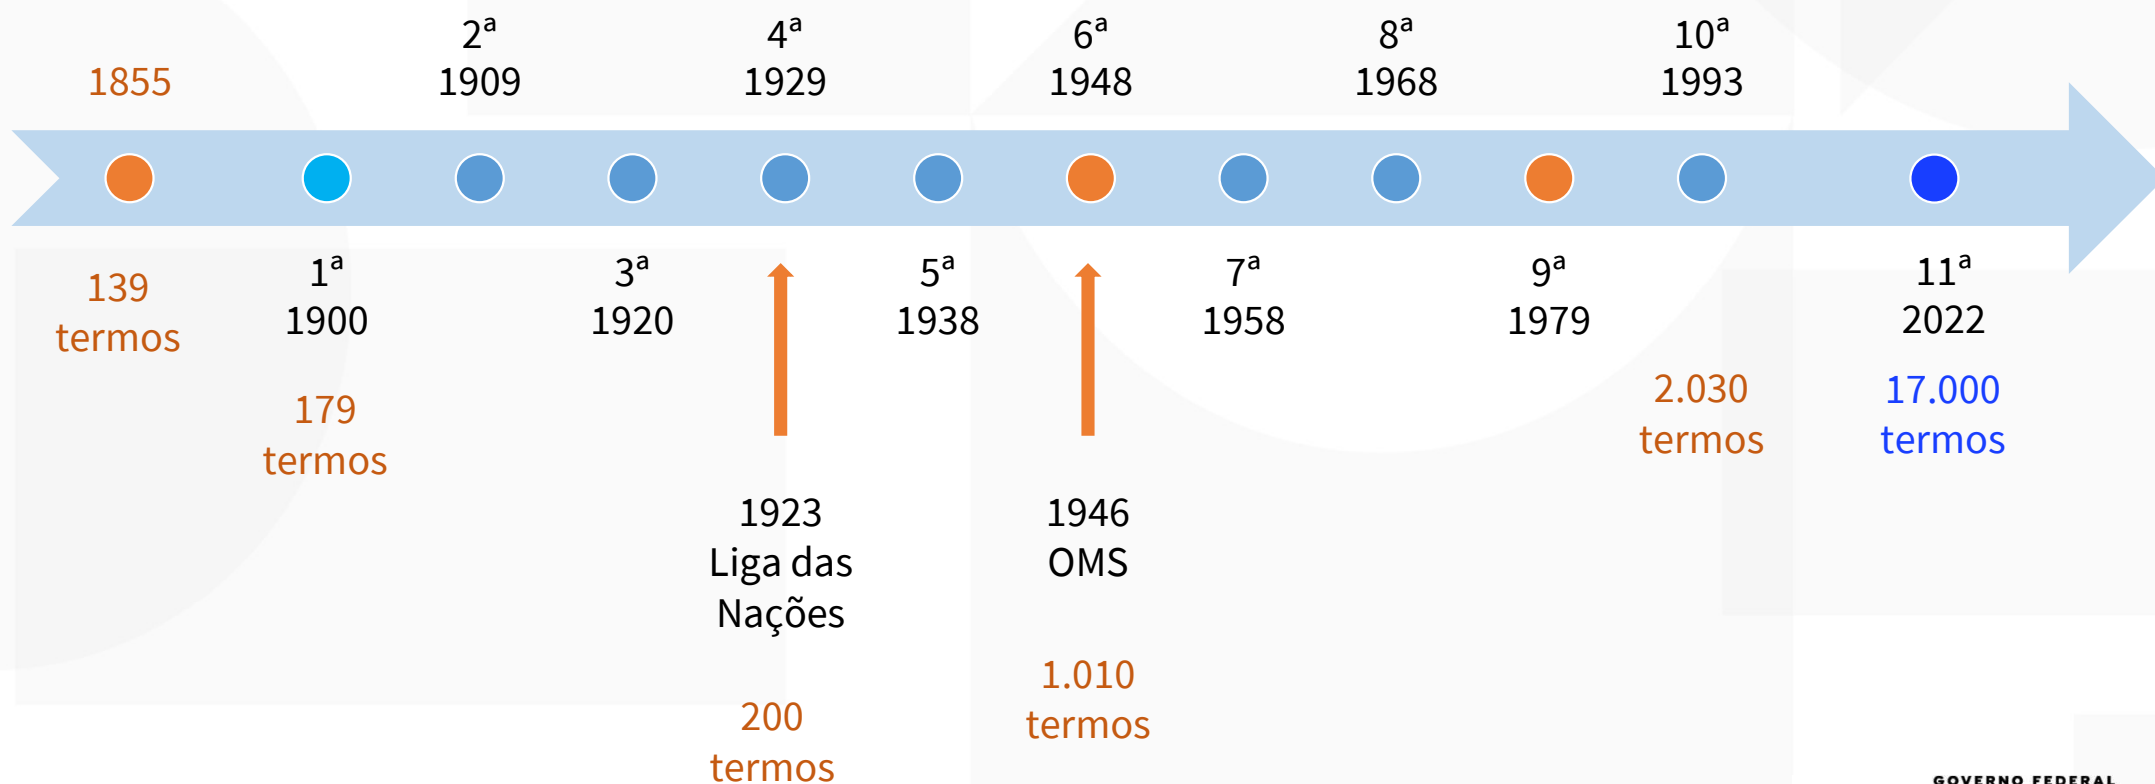 1855
2ª
1909
4ª
1929
6ª
1948
8ª
1968
10ª
1993
139
termos
1ª
1900
179
termos
3ª
1920
1923
Liga das
Nações
200
termos
5ª
1938
1946
OMS
1.010
termos
7ª
1958
9ª
1979
2.030
termos
11ª
2022
17.000
termos
GOVERNO FEDERAL